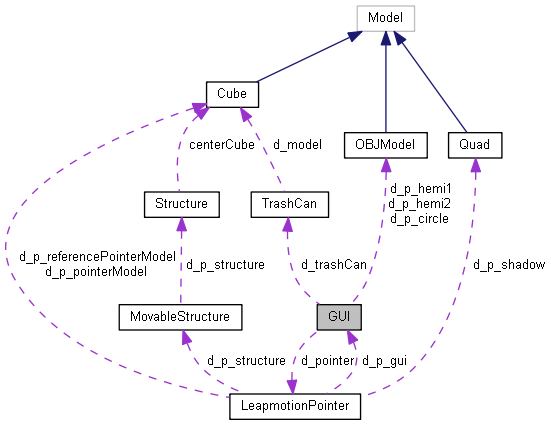 Model
Cube
OBJModel
Quad
centerCube
d_model
d_p_hemi1
d_p_hemi2
d_p_circle
Structure
TrashCan
d_p_referencePointerModel
d_p_pointerModel
d_p_structure
d_trashCan
d_p_shadow
MovableStructure
GUI
d_p_structure
d_pointer
d_p_gui
LeapmotionPointer